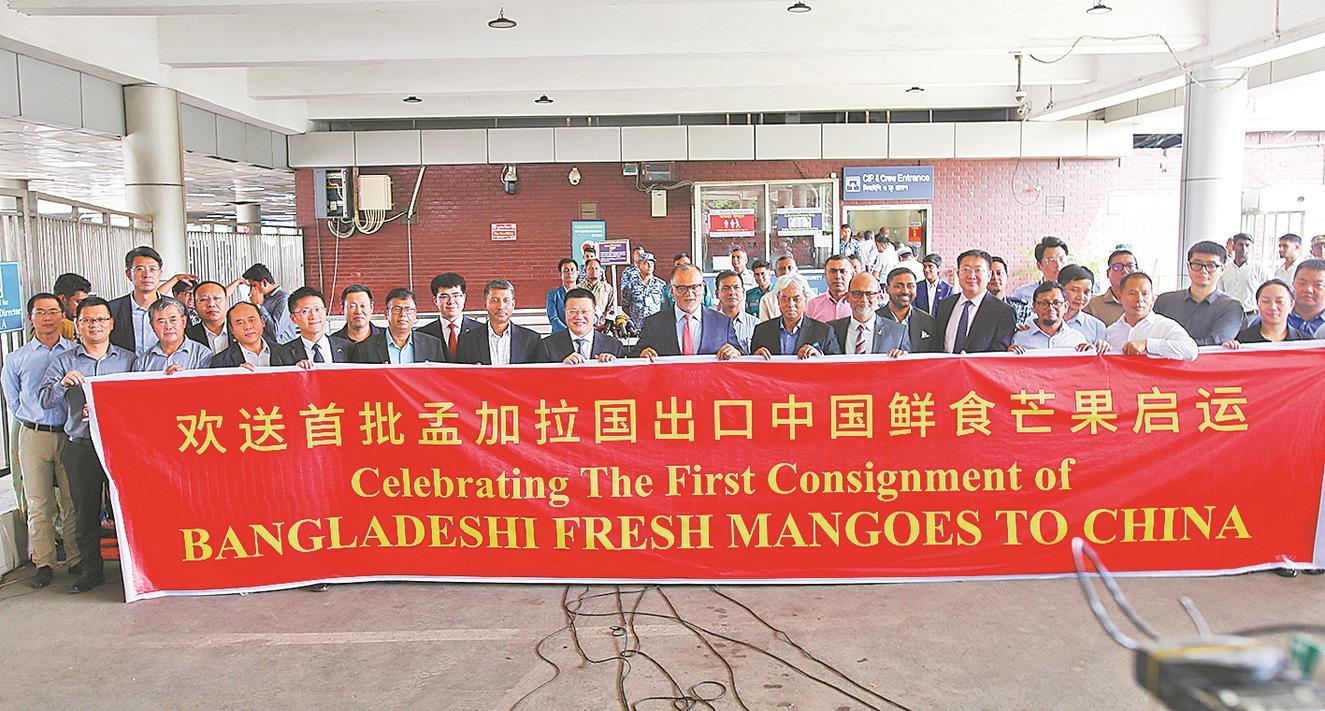 CIP & Crew Entrance
欢送首批孟加拉国出口中国鲜食芒果启运
Celebrating The First Consignment of
BANGLADESHI FRESH MANGOES TO CHINA